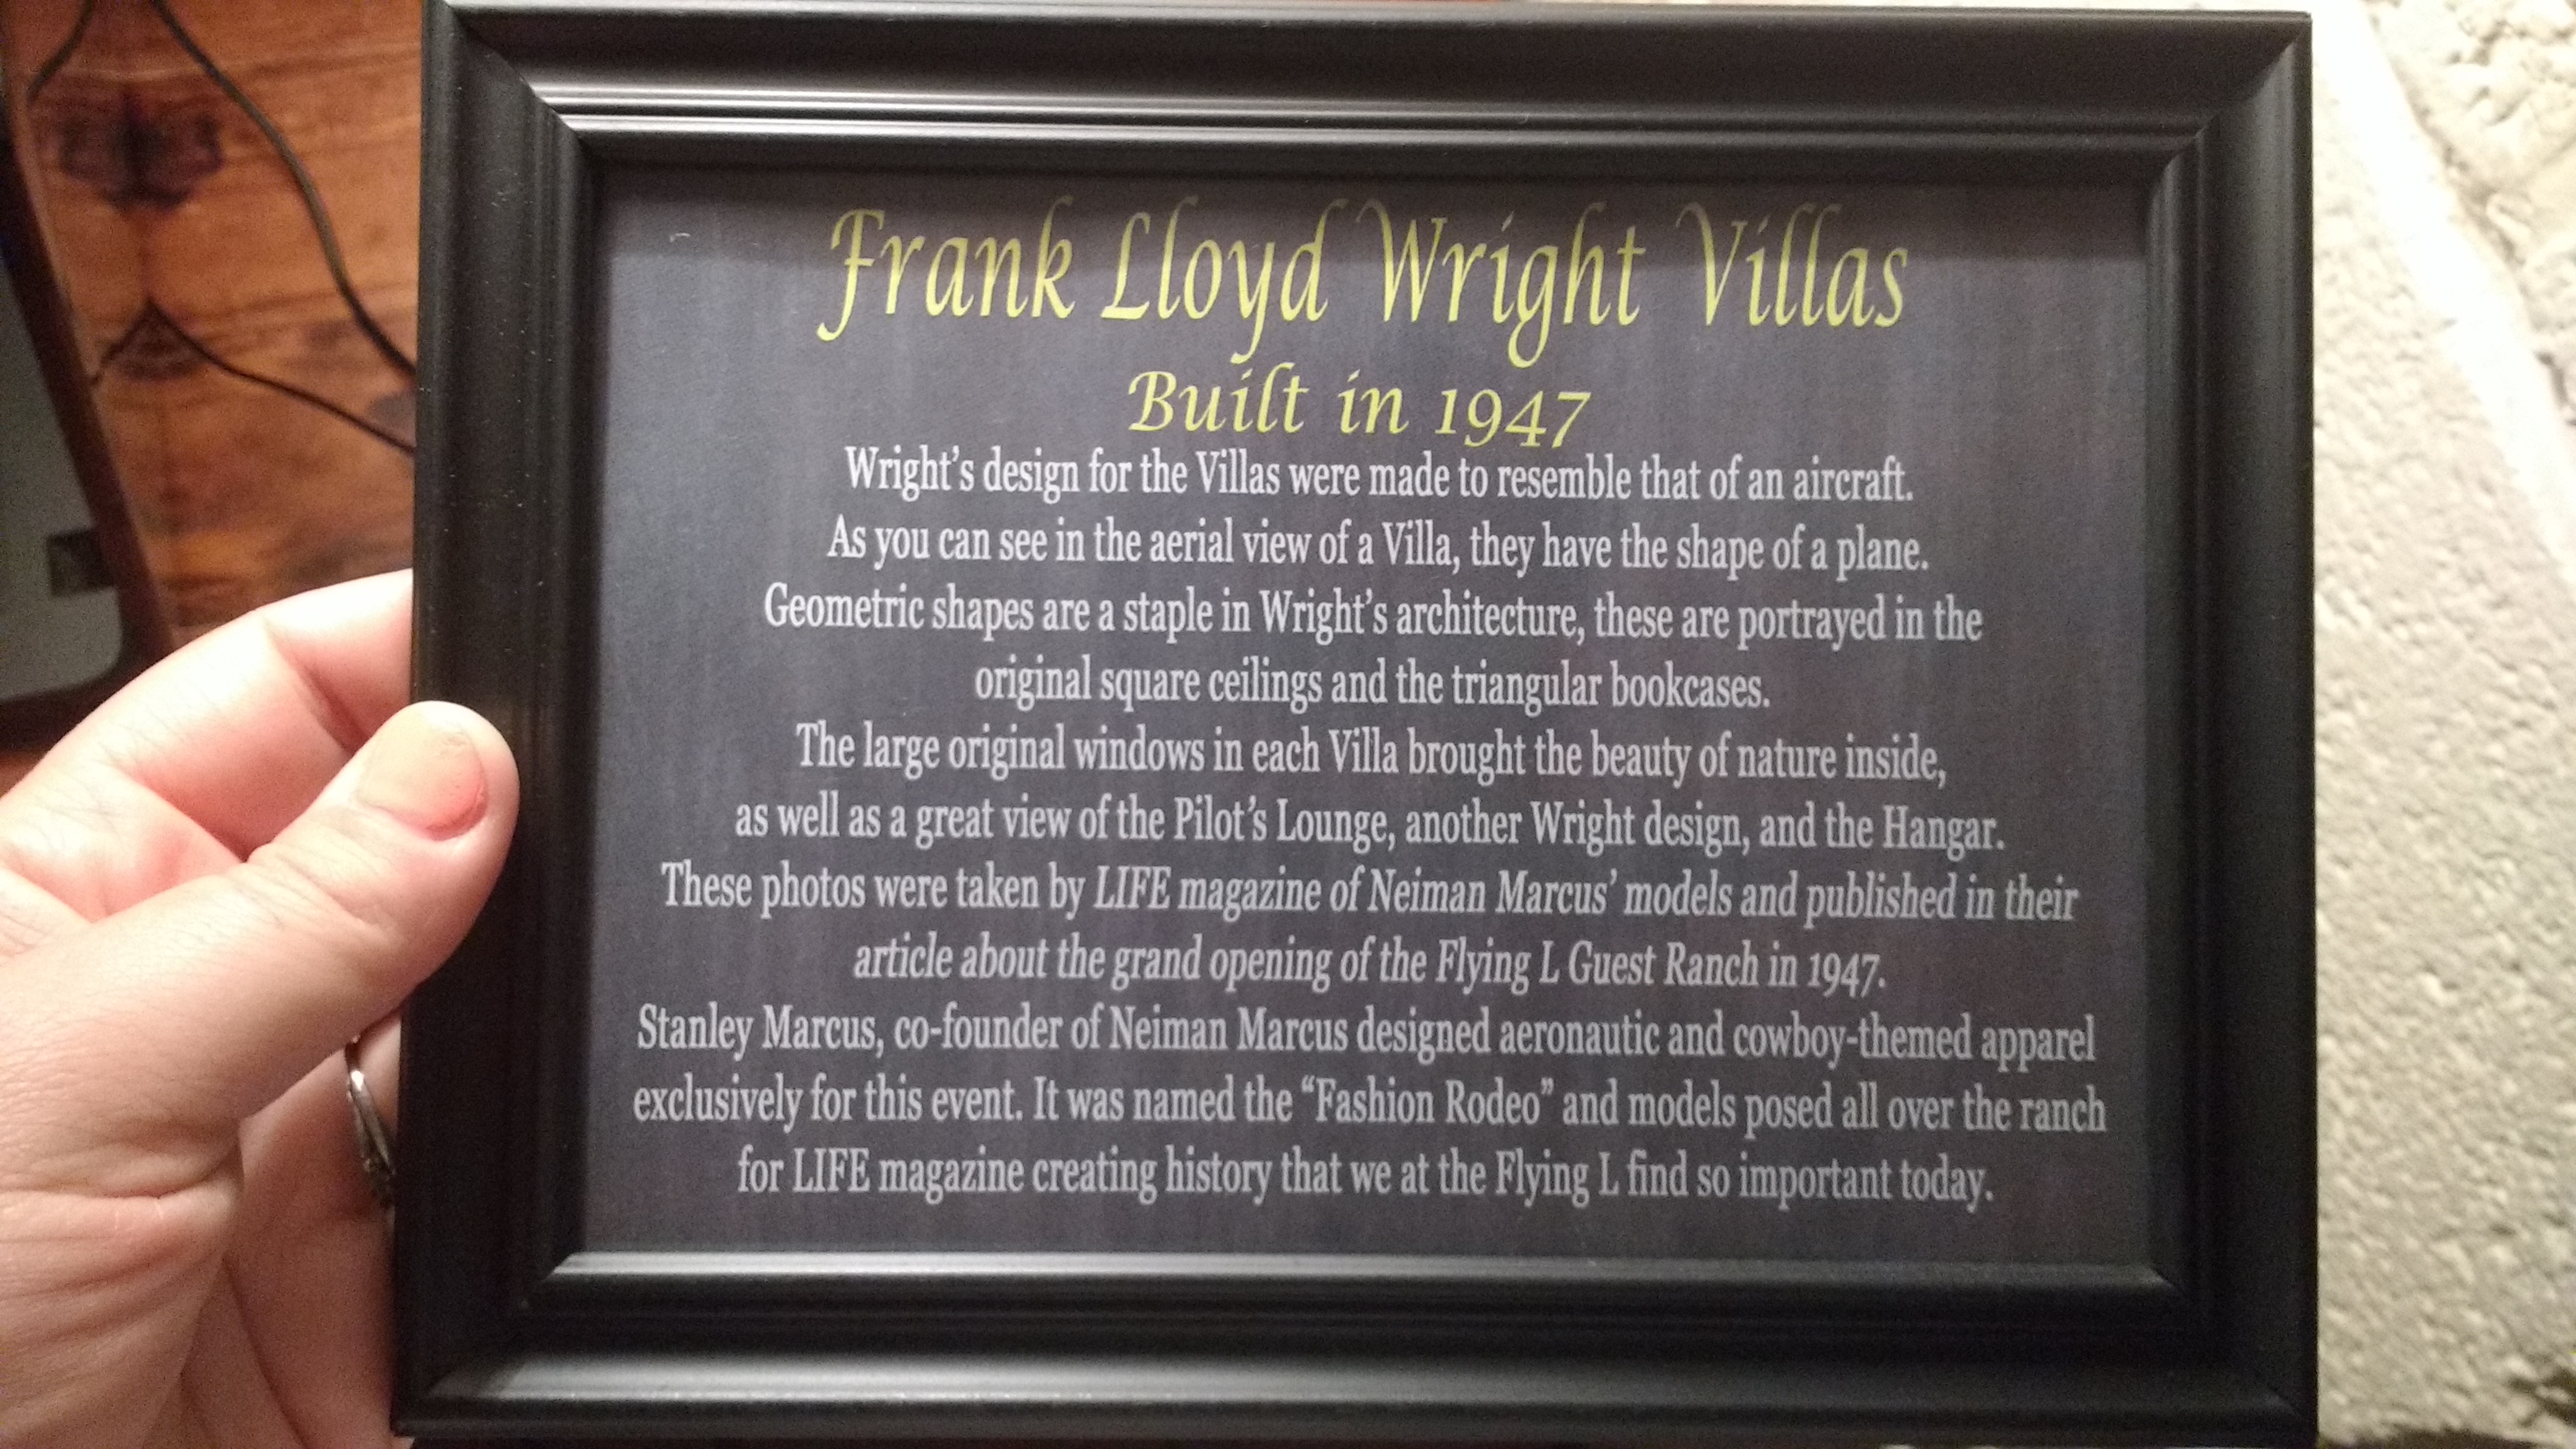 Frank Lloyd Wright Villas
Built in 1947
Wright's design for the Villas were made to resemble that of an aircraft.
As you can see in the aerial view of a Villa, they have the shape of a plane.
Geometric shapes are a staple in Wright's architecture, these are portrayed in the
original square ceilings and the triangular bookcases.
The large original windows in each Villa brought the beauty of nature inside,
as well as a great view of the Pilot's Lounge, another Wright design, and the Hangar.
These photos were taken by LIFE magazine of Neiman Marcus' models and published in their
article about the grand opening of the Flying L Guest Ranch in 1947.
Stanley Marcus, co-founder of Neiman Marcus designed aeronautic and cowboy-themed apparel
exclusively for this event. It was named the “Fashion Rodeo” and models posed all over the ranch
for LIFE magazine creating history that we at the Flying L find so important today.